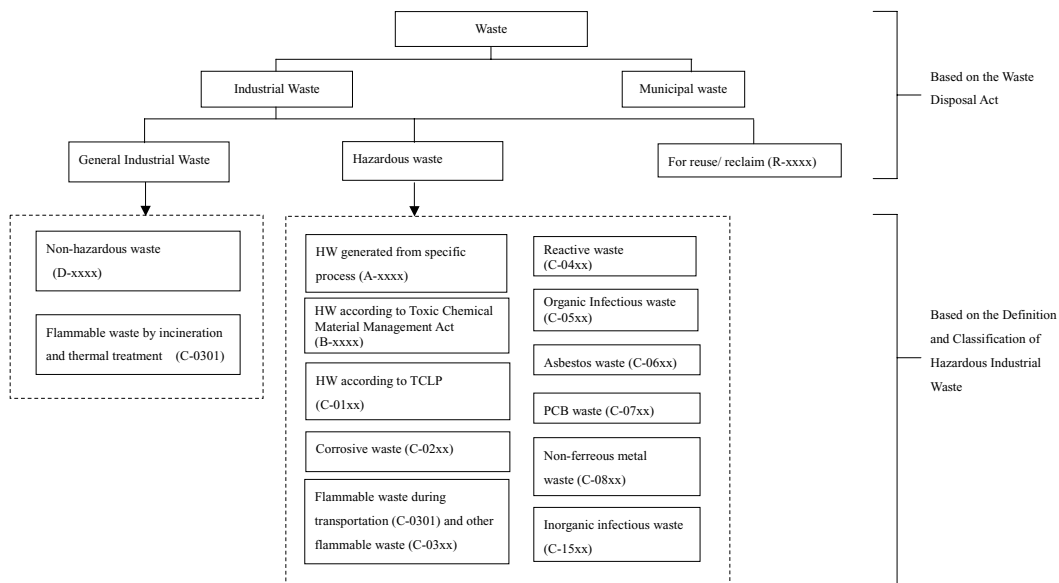 Waste
Industrial Waste
Municipal waste
Based on the Waste
Disposal Act
General Industrial Waste
Hazardous waste
For reuse/ reclaim (R-xxxx)
Non-hazardous waste
(D-xxxx)
Flammable waste by incineration
and thermal treatment (C-0301)
HW generated from specific
process (A-xxxx)
HW according to Toxic Chemical
Material Management Act
(B-xxxx)
HW according to TCLP
(C-01xx)
Corrosive waste (C-02xx)
Flammable waste during
transportation (C-0301) and other
flammable waste (C-03xx)
Reactive waste
(C-04xx)
Organic Infectious waste
(C-05xx)
Asbestos waste (C-06xx)
PCB waste (C-07xx)
Non-ferreous metal
waste (C-08xx)
Inorganic infectious waste
(C-15xx)
Based on the Definition
and Classification of
Hazardous Industrial
Waste